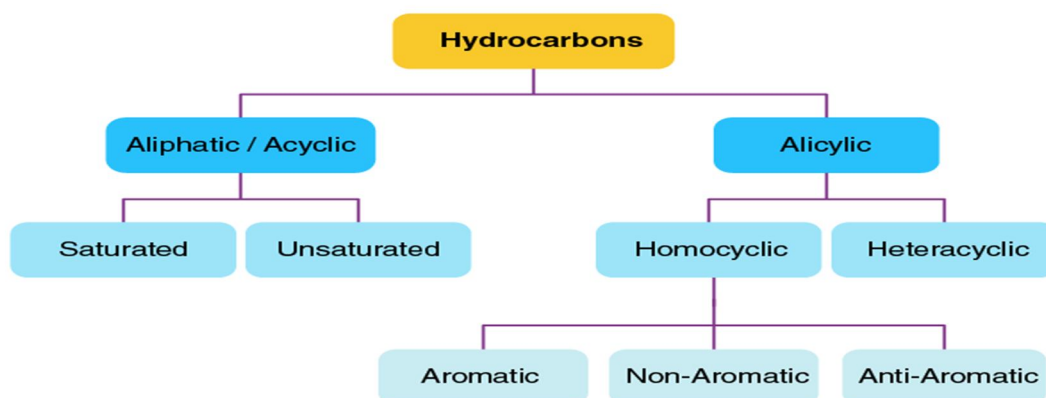 Hydrocarbons
Aliphatic / Acyclic
Alicylic
Saturated
Unsaturated
Homocyclic
Heteracyclic
Aromatic
Non-Aromatic
Anti-Aromatic